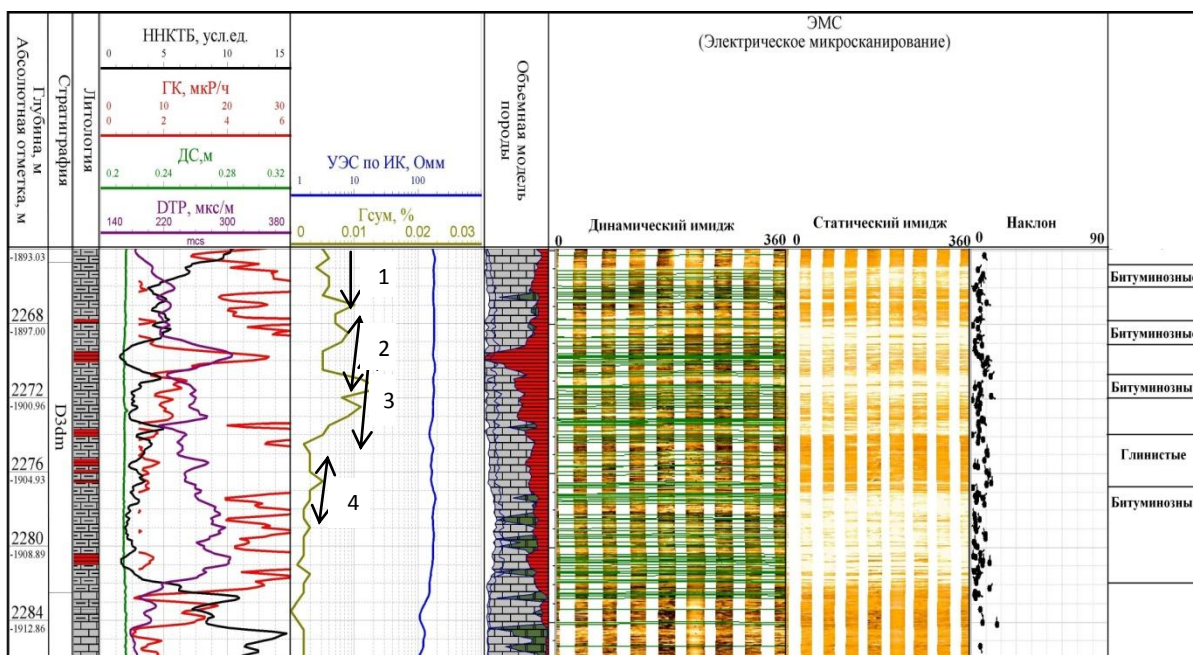 ЭМС
(Электрическое микросканирование)
Абсолютная отметка, м
Глубина, м
Стратиграфия
Литология
ННКТБ, усл.ед.
0 5 10 15
ГК, мкР/ч
0 10 20 30
0 2 4 6
ДС,м
0.2 0.24 0.28 0.32
DTP, мкс/м
140 220 300 380
mcs
УЭС по ИК, Омм
1 10 100
Гсум, %
0 0.01 0.02 0.03
Объемная модель
породы
Динамический имидж
0 360
Статический имидж
0 360
Наклон
0 90
-1893.03
2268
-1897.00
2272
-1900.96
D3dm
2276
-1904.93
2280
-1908.89
2284
-1912.86
1
2
3
4
Битуминозные
Битуминозные
Битуминозные
Глинистые
Битуминозные